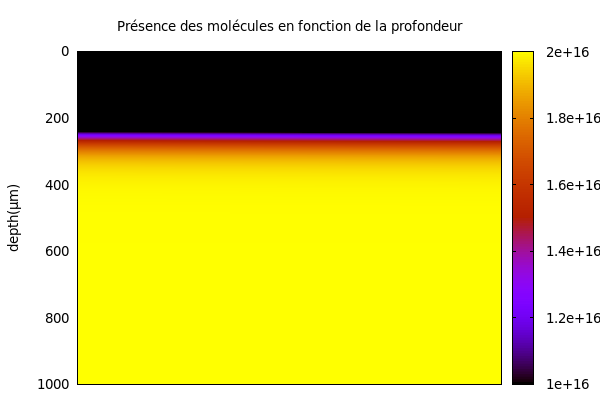 Présence des molécules en fonction de la profondeur
0
200
400
600
800
1000
depth(µm)
2e+16
1.8e+16
1.6e+16
1.4e+16
1.2e+16
1e+16